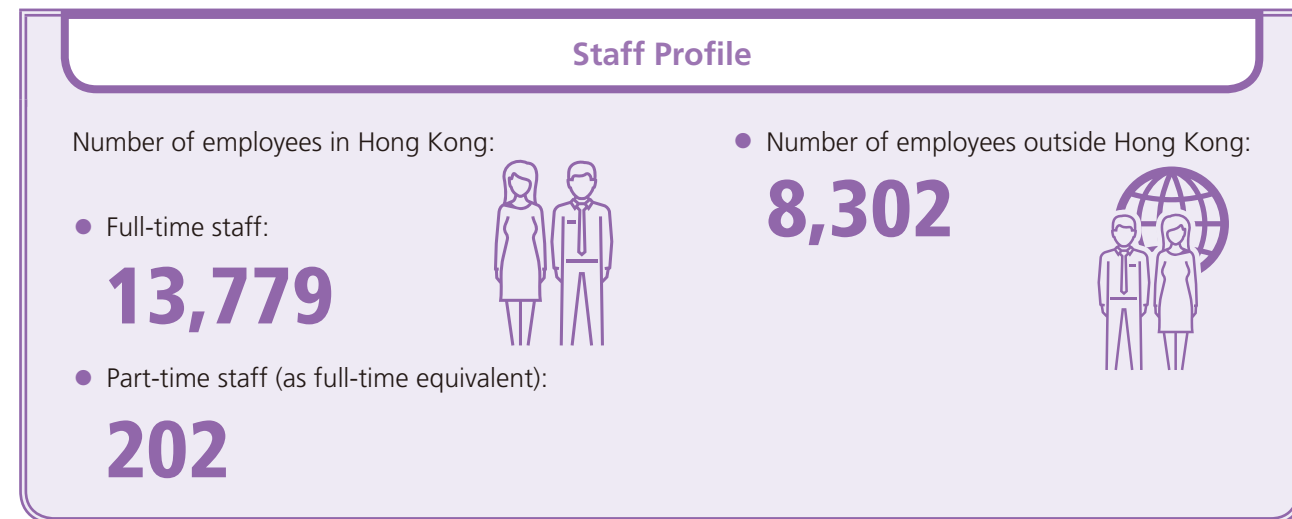 Staff Profile
Number of employees in Hong Kong:
● Full-time staff:
13,779
● Part-time staff (as full-time equivalent):
202
● Number of employees outside Hong Kong:
8,302